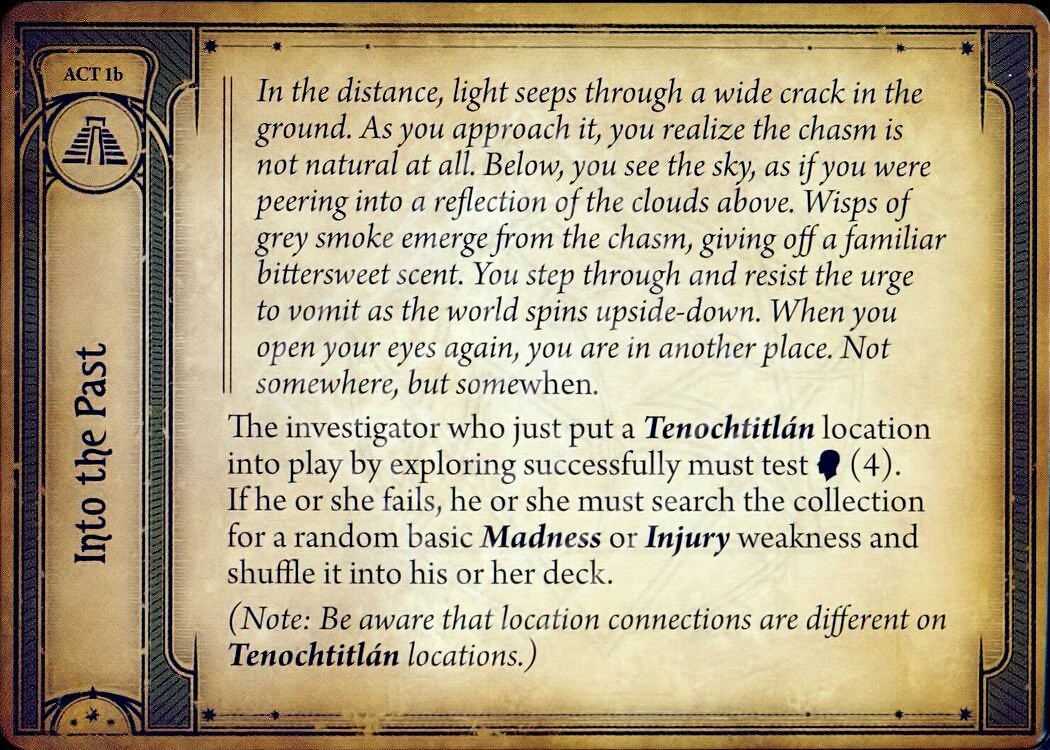 ACT 1b
Into the Past
In the distance, light seeps through a wide crack in the
ground. As you approach it, you realize the chasm is
not natural at all. Below, you see the sky, as if you were
peering into a reflection of the clouds above. Wisps of
grey smoke emerge from the chasm, giving off a familiar
bittersweet scent. You step through and resist the urge
to vomit as the world spins upside-down. When you
open your eyes again, you are in another place. Not
somewhere, but somewhen.
The investigator who just put a Tenochtitlán location
into play by exploring successfully must test (4).
If he or she fails, he or she must search the collection
for a random basic Madness or Injury weakness and
shuffle it into his or her deck.
(Note: Be aware that location connections are different on
Tenochtitlán locations.)